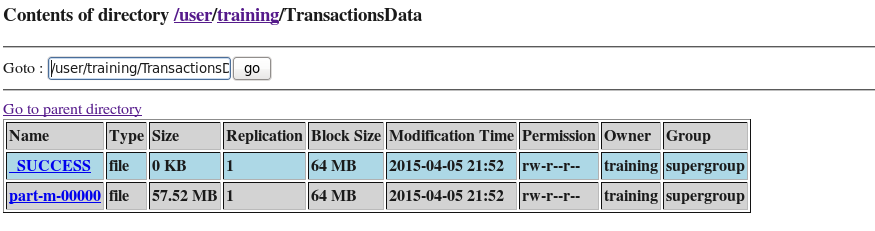 Contents of directory /user/training/TransactionsData
Goto : /user/training/TransactionsD go
Go to parent directory
Name Type Size Replication Block Size Modification Time Permission Owner Group
_SUCCESS file 0 KB 1 64 MB 2015-04-05 21:52 rw-r--r-- training supergroup
part-m-00000 file 57.52 MB 1 64 MB 2015-04-05 21:52 rw-r--r-- training supergroup